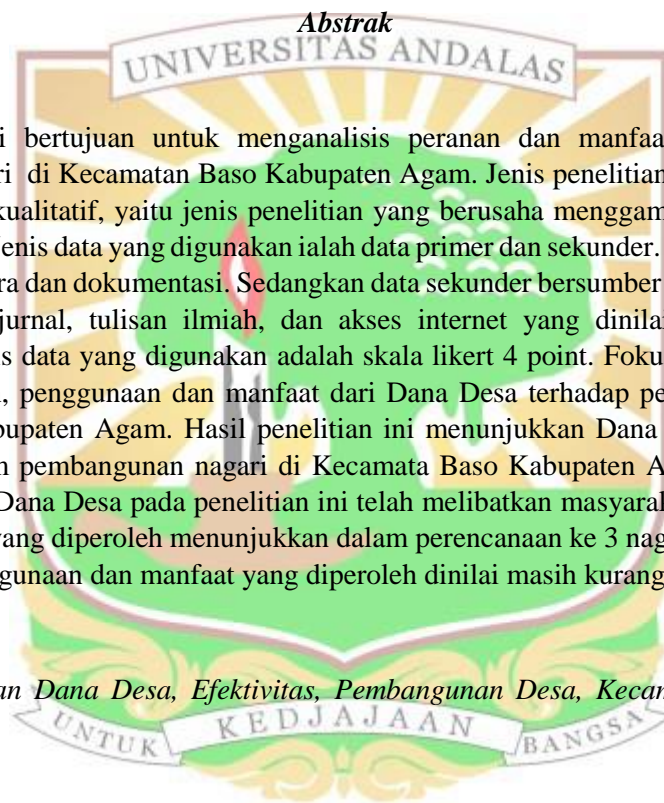 Abstrak
UNIVERSITAS ANDALAS
i bertujuan untuk menganalisis peranan dan manfaa
ri di Kecamatan Baso Kabupaten Agam. Jenis penelitian
kualitatif, yaitu jenis penelitian yang berusaha menggam
enis data yang digunakan ialah data primer dan sekunder.
ra dan dokumentasi. Sedangkan data sekunder bersumber
jurnal, tulisan ilmiah, dan akses internet yang dinila
s data yang digunakan adalah skala likert 4 point. Foku
, penggunaan dan manfaat dari Dana Desa terhadap pe
bupaten Agam. Hasil penelitian ini menunjukkan Dana
n pembangunan nagari di Kecamata Baso Kabupaten A
Dana Desa pada penelitian ini telah melibatkan masyaral
yang diperoleh menunjukkan dalam perencanaan ke 3 nag
gunaan dan manfaat yang diperoleh dinilai masih kurang
an Dana Desa, Efektivitas, Pembangunan Desa, Kecan
UNTUK KEDJAJAAN BANGSA